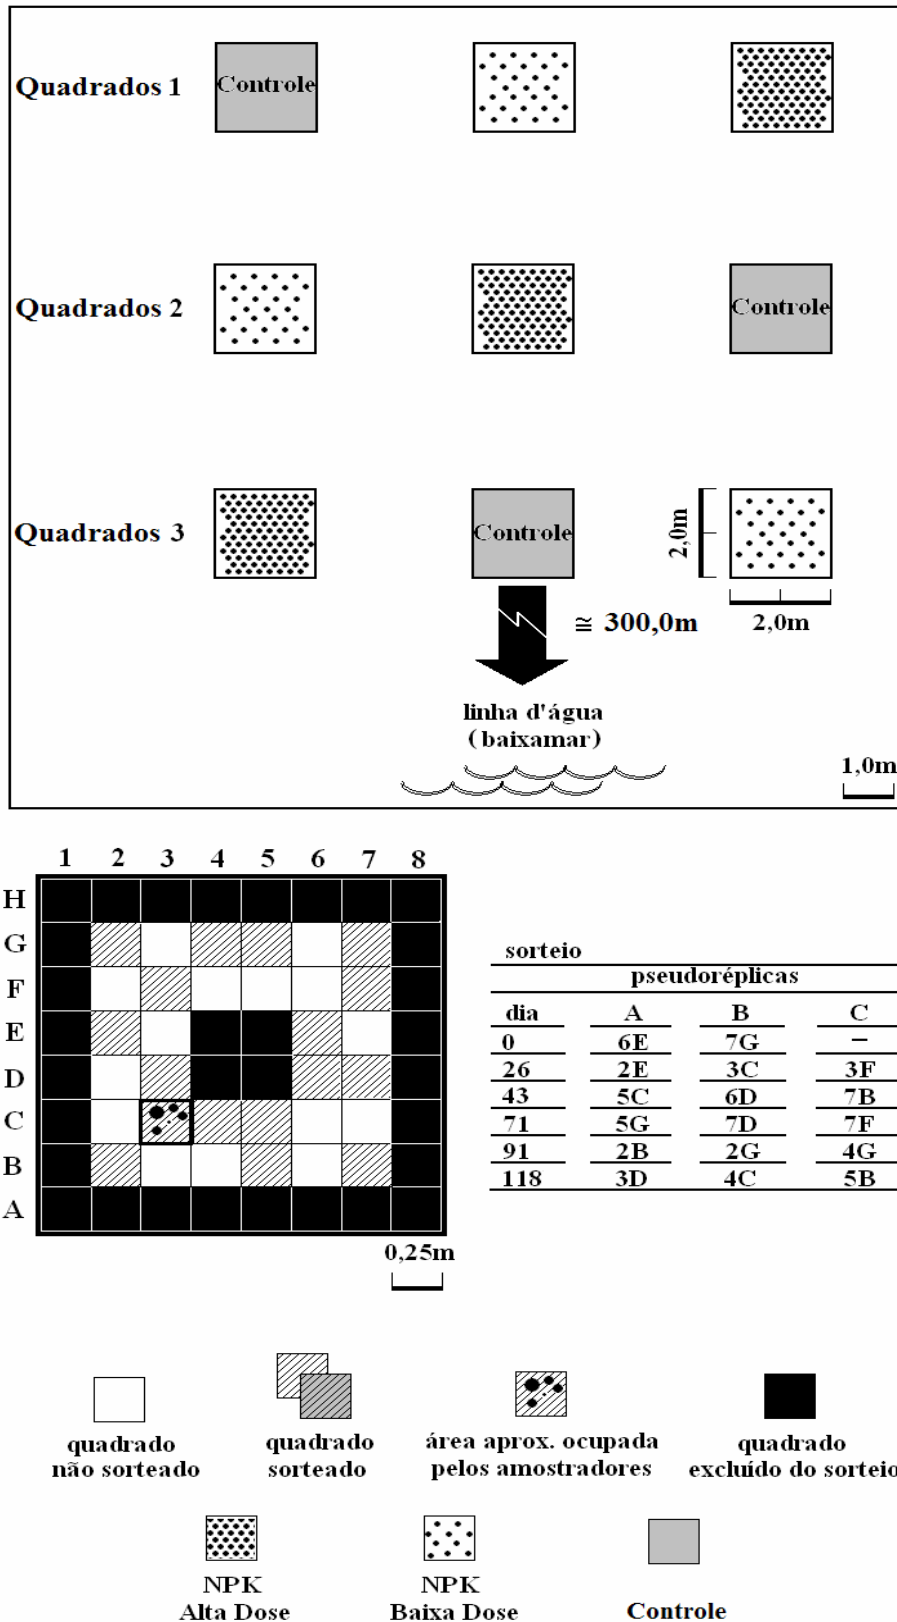 Quadrados 1
Controle
Quadrados 2
Controle
Quadrados 3
Controle
2,0m
2,0m
≅ 300,0m
linha d'água
(baixamar)
1,0m
1 2 3 4 5 6 7 8
H
G
F
E
D
C
B
A
0,25m
sorteio
pseudoréplicas
dia A B C
0 6E 7G –
26 2E 3C 3F
43 5C 6D 7B
71 5G 7D 7F
91 2B 2G 4G
118 3D 4C 5B
quadrado
não sorteado
quadrado
sorteado
área aprox. ocupada
pelos amostradores
quadrado
excluído do sorteio
NPK
Alta Dose
NPK
Baixa Dose
Controle